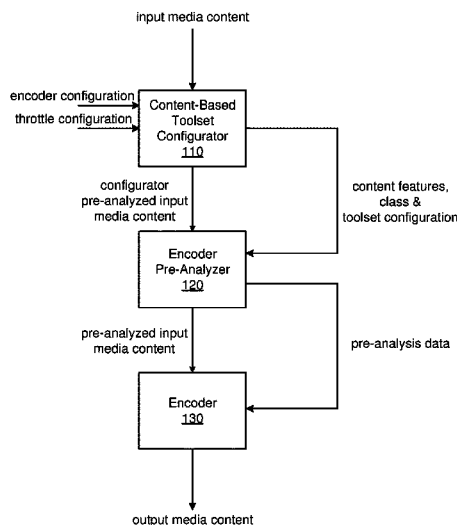 input media content
encoder configuration
throttle configuration
Content-Based
Toolset
Configurator
110
configurator
pre-analyzed input
media content
content features,
class &
toolset configuration
Encoder
Pre-Analyzer
120
pre-analyzed input
media content
pre-analysis data
Encoder
130
output media content